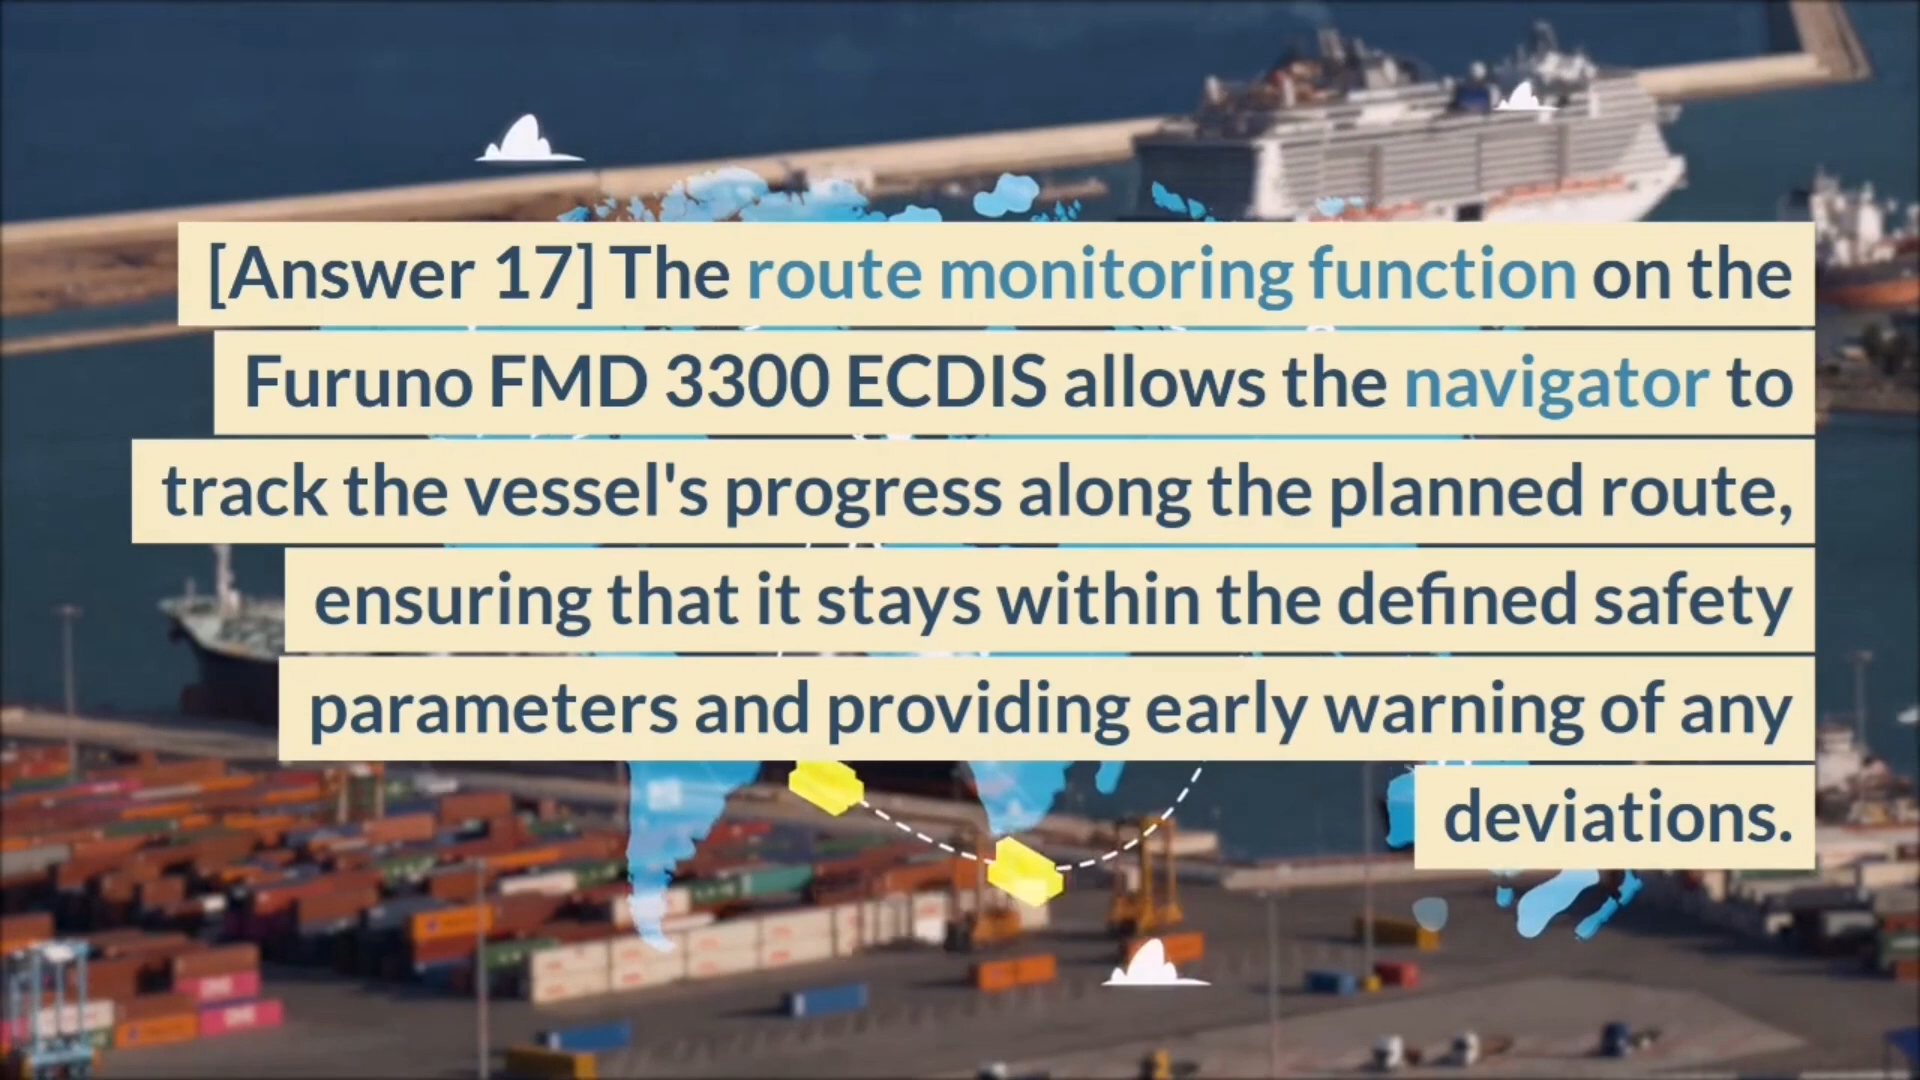 [Answer 17] The route monitoring function on the
Furuno FMD 3300 ECDIS allows the navigator to
track the vessel's progress along the planned route,
ensuring that it stays within the defined safety
parameters and providing early warning of any
deviations.